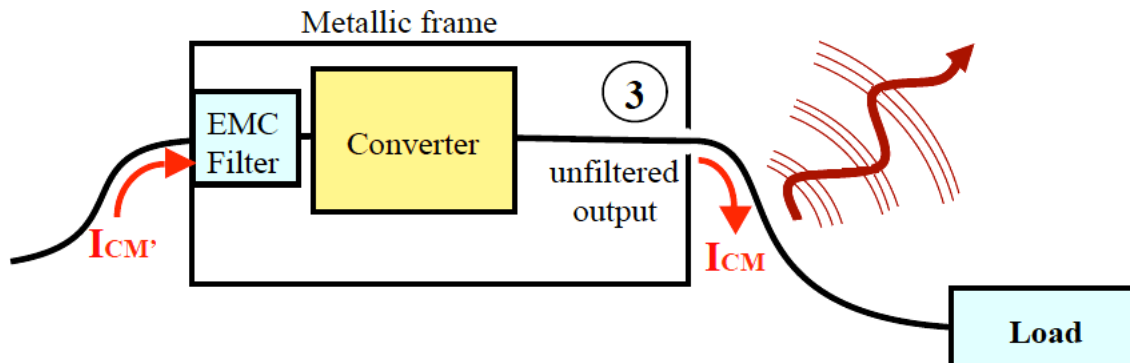 Metallic frame
EMC
Filter
Converter
3
unfiltered
output
ICM'
ICM
Load